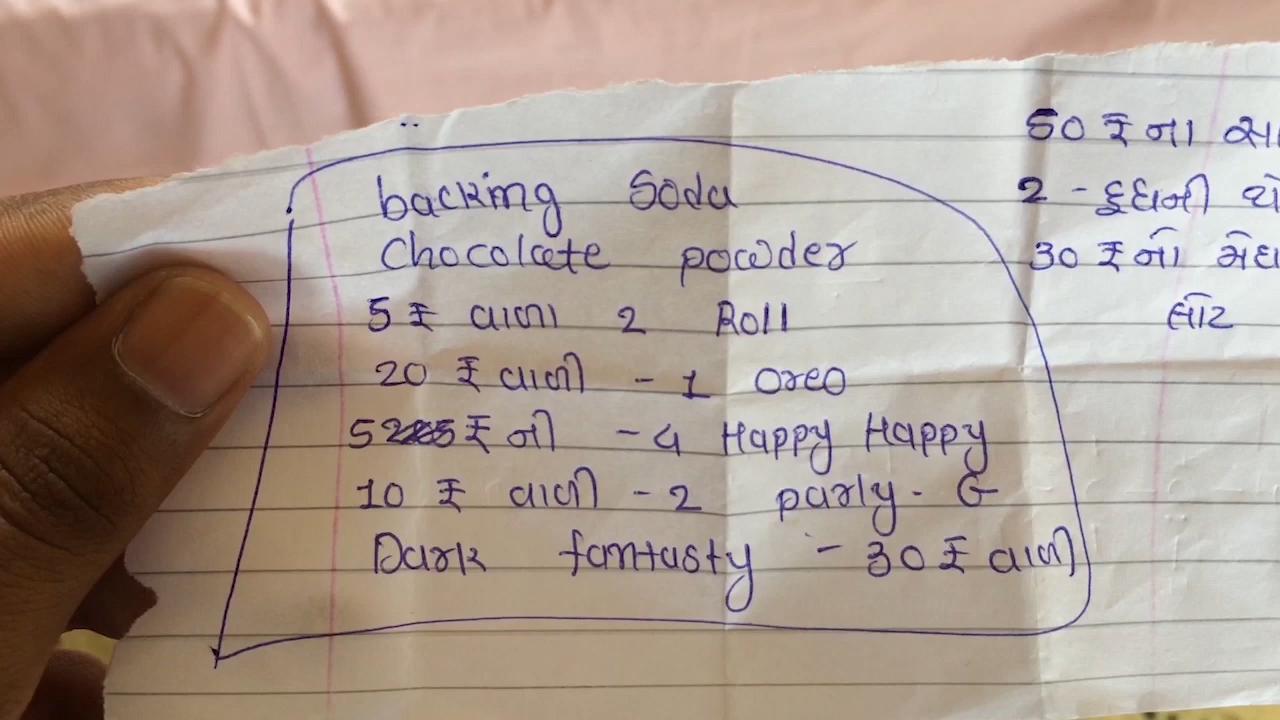 backing Soda
Chocolate powder
5 ₹ વાળા 2 Roll
20 ₹ વાળી - 1 Oreo
5 ₹ ની - 4 Happy Happy
10 ₹ વાળી - 2 parly - G
Dark fantasty - 30 ₹ વાળી
50 ₹ ના
2 - દુધની
30 ₹ નો
લોટ